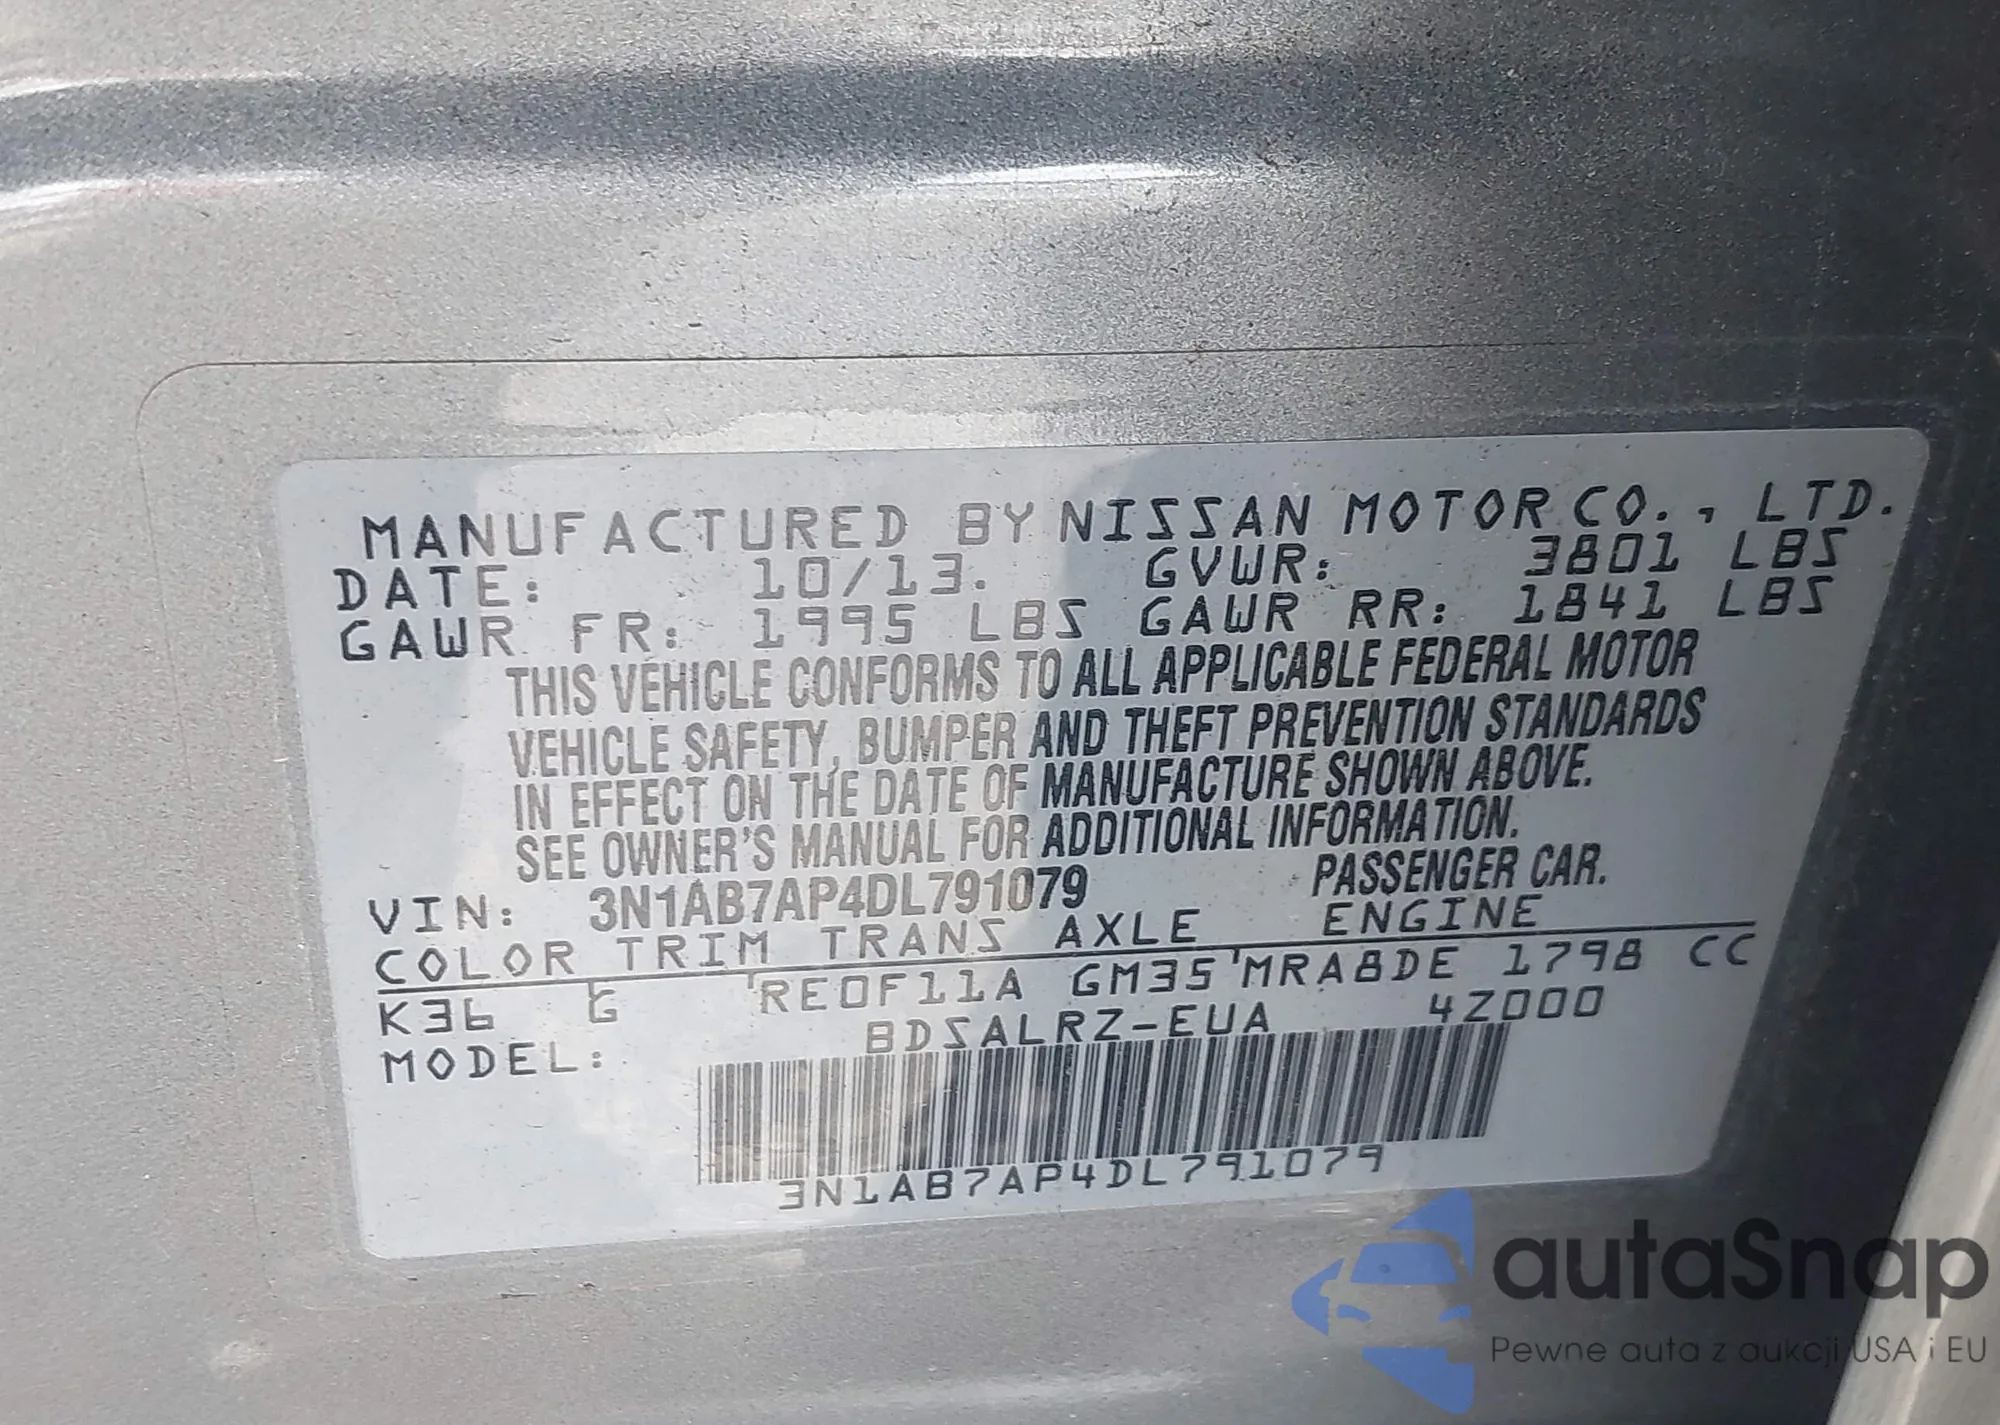 MANUFACTURED BY NISSAN MOTOR CO., LTD.
DATE: 10/13. GVWR: 3801 LBS
GAWR FR: 1995 LBS GAWR RR: 1841 LBS
THIS VEHICLE CONFORMS TO ALL APPLICABLE FEDERAL MOTOR
VEHICLE SAFETY, BUMPER AND THEFT PREVENTION STANDARDS
IN EFFECT ON THE DATE OF MANUFACTURE SHOWN ABOVE.
SEE OWNER'S MANUAL FOR ADDITIONAL INFORMATION.
VIN: 3N1AB7AP4DL791079 PASSENGER CAR.
COLOR TRIM TRANS AXLE ENGINE
K36 G RE0F11A GM35 MRA8DE 1798 CC
MODEL: BDSALRZ-EUA 4Z000
3N1AB7AP4DL791079
autaSnap
Pewne auta z aukcji USA i EU